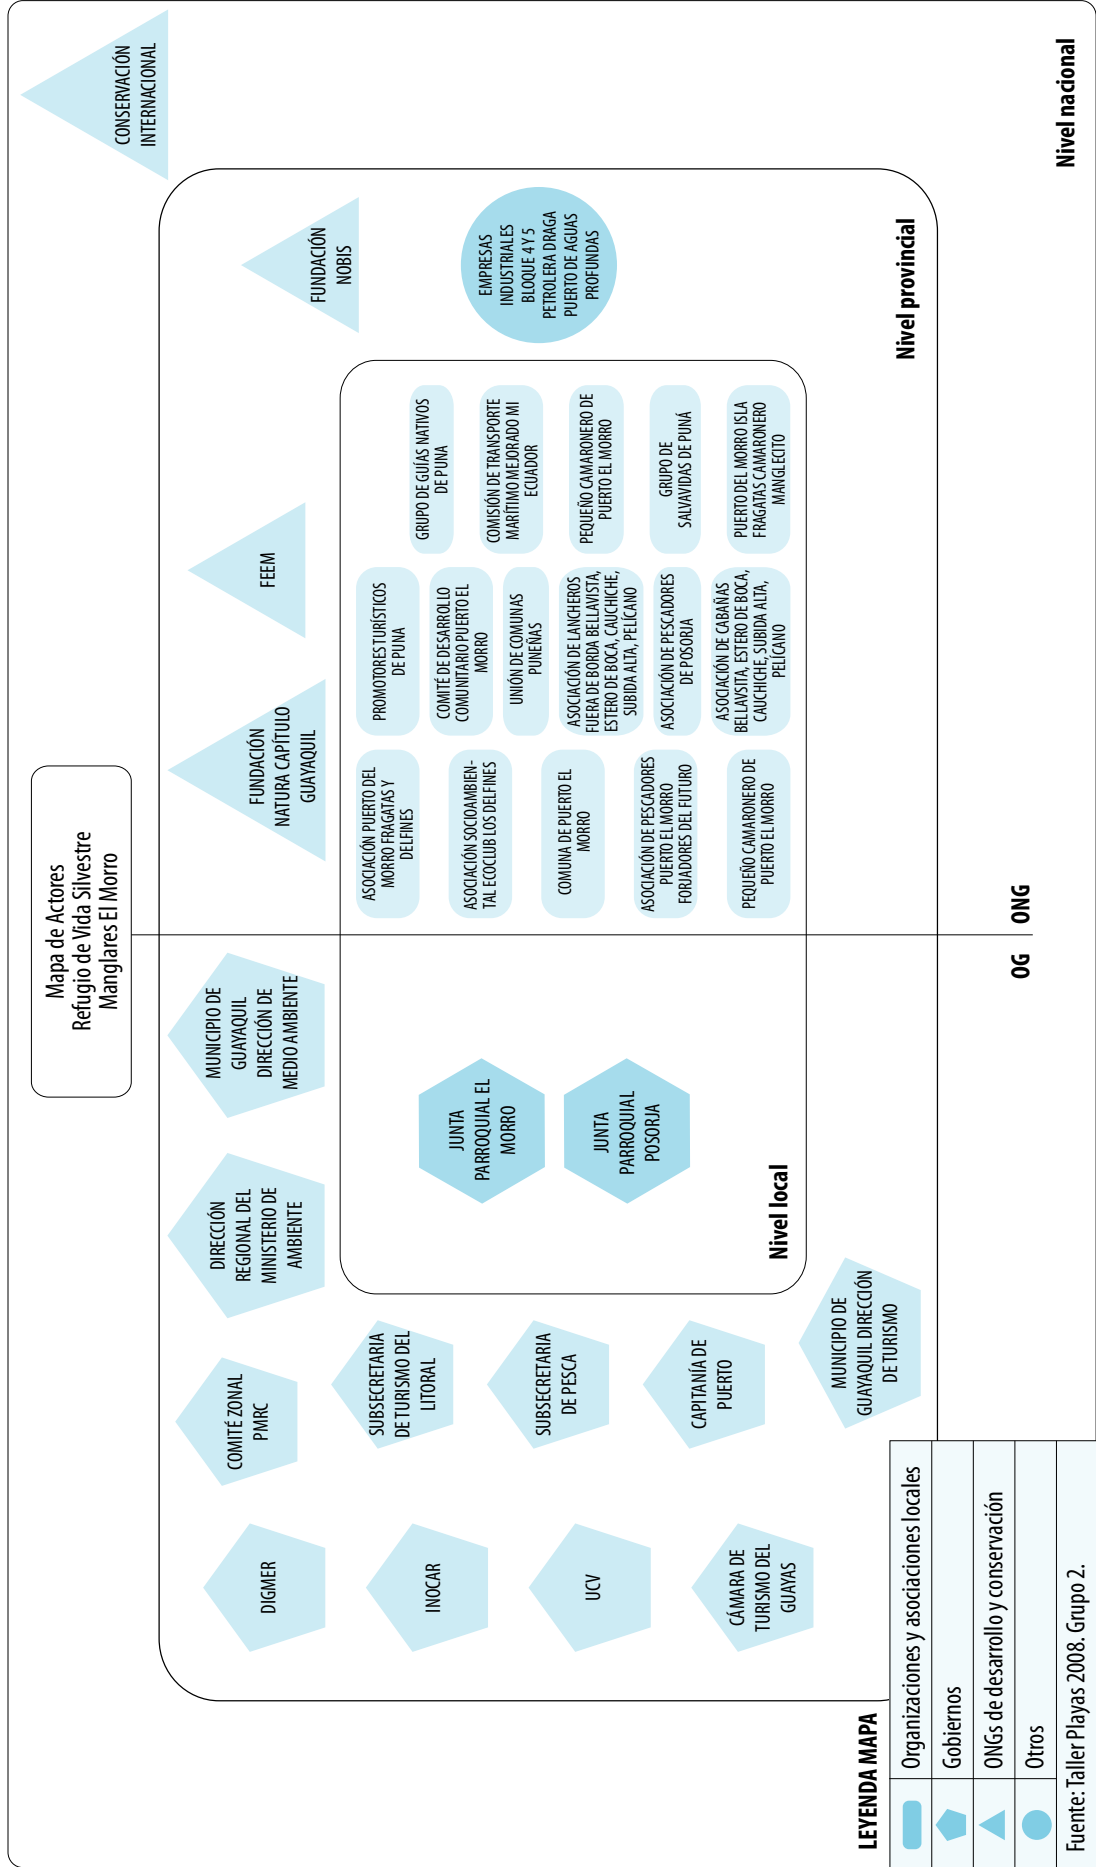 Mapa de Actores
Refugio de Vida Silvestre
Manglares El Morro
DIGMER
INOCAR
UCV
CÁMARA DE
TURISMO DEL
GUAYAS
COMITÉ ZONAL
PMRC
SUBSECRETARIA
DE TURISMO DEL
LITORAL
SUBSECRETARIA
DE PESCA
CAPITANÍA DE
PUERTO
MUNICIPIO DE
GUAYAQUIL DIRECCIÓN
DE TURISMO
DIRECCIÓN
REGIONAL DEL
MINISTERIO DE
AMBIENTE
MUNICIPIO DE
GUAYAQUIL
DIRECCIÓN DE
MEDIO AMBIENTE
JUNTA
PARROQUIAL EL
MORRO
JUNTA
PARROQUIAL
POSORJA
Nivel local
FUNDACIÓN
NATURA CAPÍTULO
GUAYAQUIL
FEEM
FUNDACIÓN
NOBIS
CONSERVACIÓN
INTERNACIONAL
ASOCIACIÓN PUERTO DEL
MORRO FRAGATAS Y
DELFINES
ASOCIACIÓN SOCIOAMBIEN-
TAL ECOCLUB LOS DELFINES
COMUNA DE PUERTO EL
MORRO
ASOCIACIÓN DE PESCADORES
PUERTO EL MORRO
FORJADORES DEL FUTURO
PEQUEÑO CAMARONERO DE
PUERTO EL MORRO
PROMOTORES TURÍSTICOS
DE PUNA
COMITÉ DE DESARROLLO
COMUNITARIO PUERTO EL
MORRO
UNIÓN DE COMUNAS
PUNEÑAS
ASOCIACIÓN DE LANCHEROS
FUERA DE BORDA BELLAVISTA,
ESTERO DE BOCA, CAUCHICHE,
SUBIDA ALTA, PELÍCANO
ASOCIACIÓN DE PESCADORES
DE POSORJA
ASOCIACIÓN DE CABAÑAS
BELLAVSITA, ESTERO DE BOCA,
CAUCHICHE, SUBIDA ALTA,
PELÍCANO
GRUPO DE GUÍAS NATIVOS
DE PUNA
COMISIÓN DE TRANSPORTE
MARÍTIMO MEJORADO MI
ECUADOR
PEQUEÑO CAMARONERO DE
PUERTO EL MORRO
GRUPO DE
SALVAVIDAS DE PUNÁ
PUERTO DEL MORRO ISLA
FRAGATAS CAMARONERO
MANGLECITO
EMPRESAS
INDUSTRIALES
BLOQUE 4 Y 5
PETROLERA DRAGA
PUERTO DE AGUAS
PROFUNDAS
Nivel provincial
OG
ONG
Nivel nacional
LEYENDA MAPA
Organizaciones y asociaciones locales
Gobiernos
ONGs de desarrollo y conservación
Otros
Fuente: Taller Playas 2008. Grupo 2.